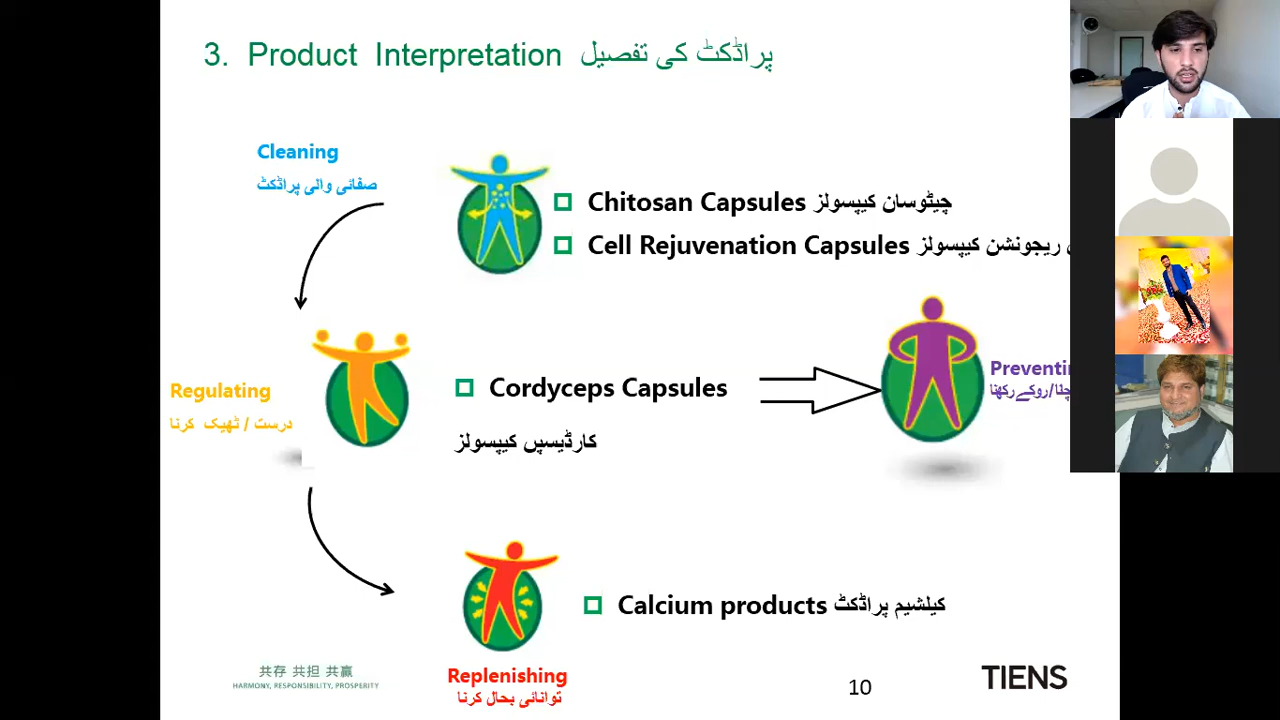 3. Product Interpretation پراڈکٹ کی تفصیل
Cleaning
صفائی والی پراڈکٹ
Chitosan Capsules چیٹوسان کیپسولز
Cell Rejuvenation Capsules ریجونشن کیپسولز
Regulating
درست / ٹھیک کرنا
Cordyceps Capsules
کارڈیسپس کیپسولز
روکے رکھنا/
Calcium products کیلشیم پراڈکٹ
Replenishing
توانائی بحال کرنا
共存 共担 共赢
HARMONY, RESPONSIBILITY, PROSPERITY
10
TIENS